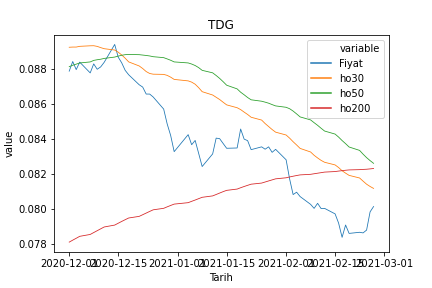 TDG
variable
Fiyat
ho30
ho50
ho200
value
0.088
0.086
0.084
0.082
0.080
0.078
2020-12-01
2020-12-15
2021-01-01
2021-01-15
2021-02-01
2021-02-15
2021-03-01
Tarih